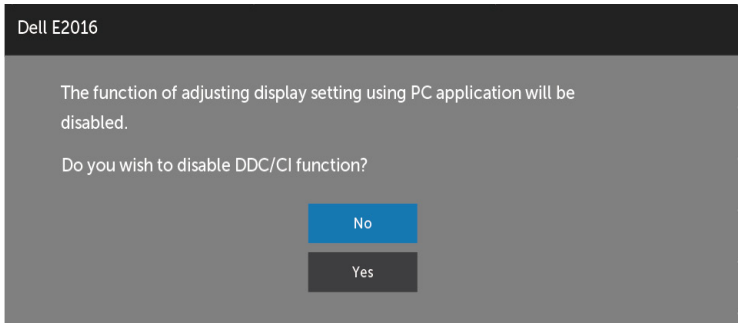 Dell E2016
The function of adjusting display setting using PC application will be
disabled.
Do you wish to disable DDC/CI function?
No
Yes